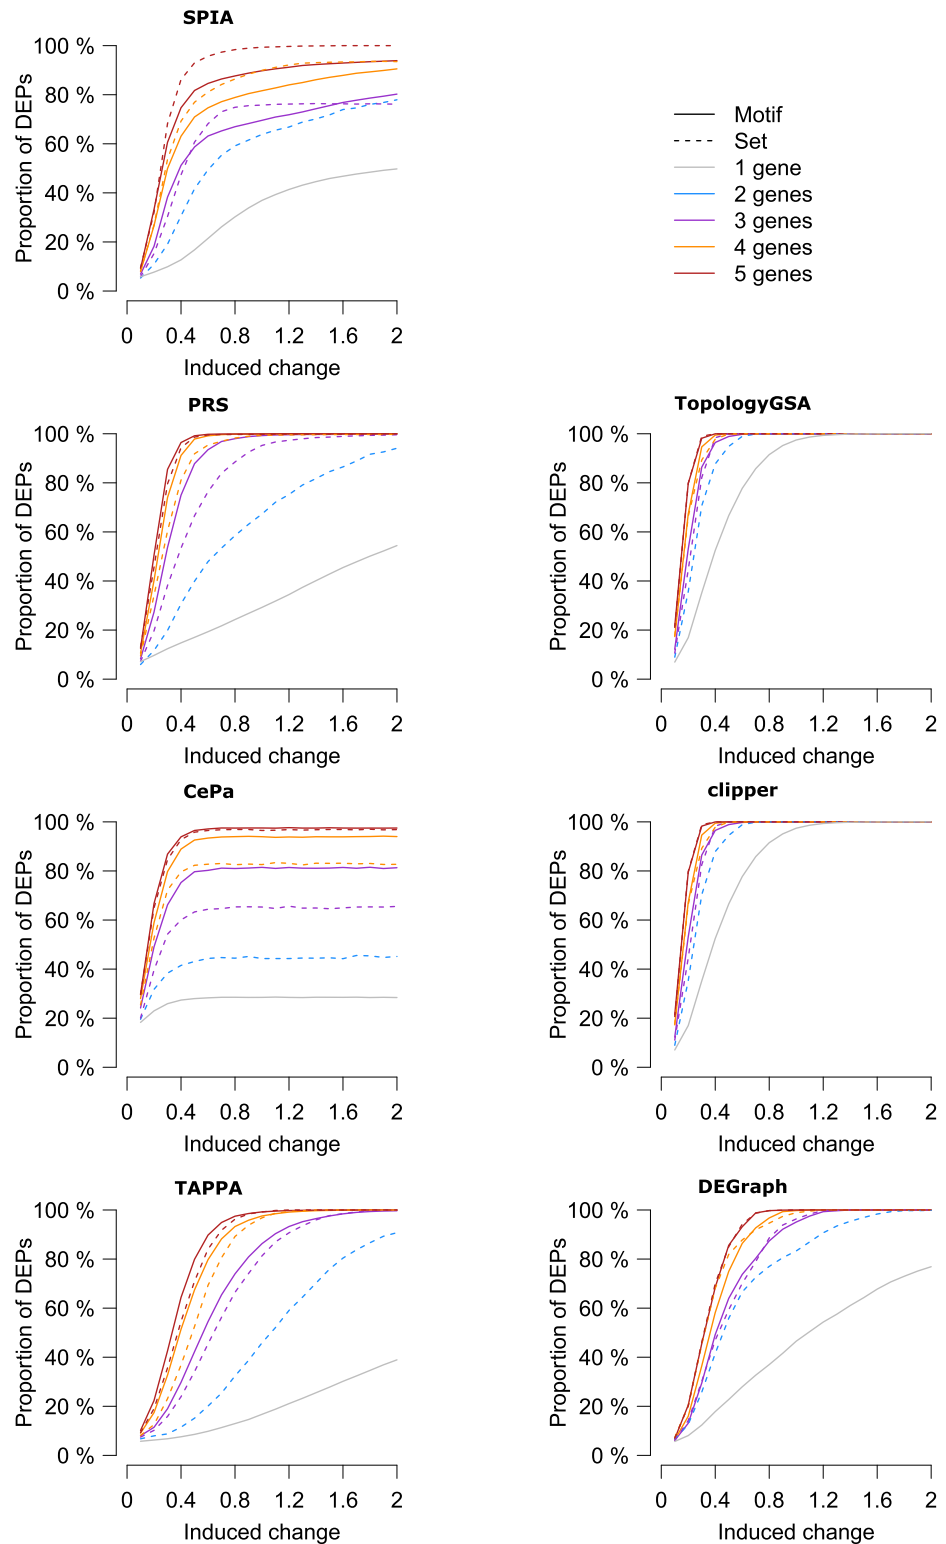 SPIA
Proportion of DEPs
100 %
80 %
60 %
40 %
20 %
0 %
0 0.4 0.8 1.2 1.6 2
Induced change
Motif
Set
1 gene
2 genes
3 genes
4 genes
5 genes
PRS
Proportion of DEPs
100 %
80 %
60 %
40 %
20 %
0 %
0 0.4 0.8 1.2 1.6 2
Induced change
TopologyGSA
Proportion of DEPs
100 %
80 %
60 %
40 %
20 %
0 %
0 0.4 0.8 1.2 1.6 2
Induced change
CePa
Proportion of DEPs
100 %
80 %
60 %
40 %
20 %
0 %
0 0.4 0.8 1.2 1.6 2
Induced change
clipper
Proportion of DEPs
100 %
80 %
60 %
40 %
20 %
0 %
0 0.4 0.8 1.2 1.6 2
Induced change
TAPPA
Proportion of DEPs
100 %
80 %
60 %
40 %
20 %
0 %
0 0.4 0.8 1.2 1.6 2
Induced change
DEGraph
Proportion of DEPs
100 %
80 %
60 %
40 %
20 %
0 %
0 0.4 0.8 1.2 1.6 2
Induced change